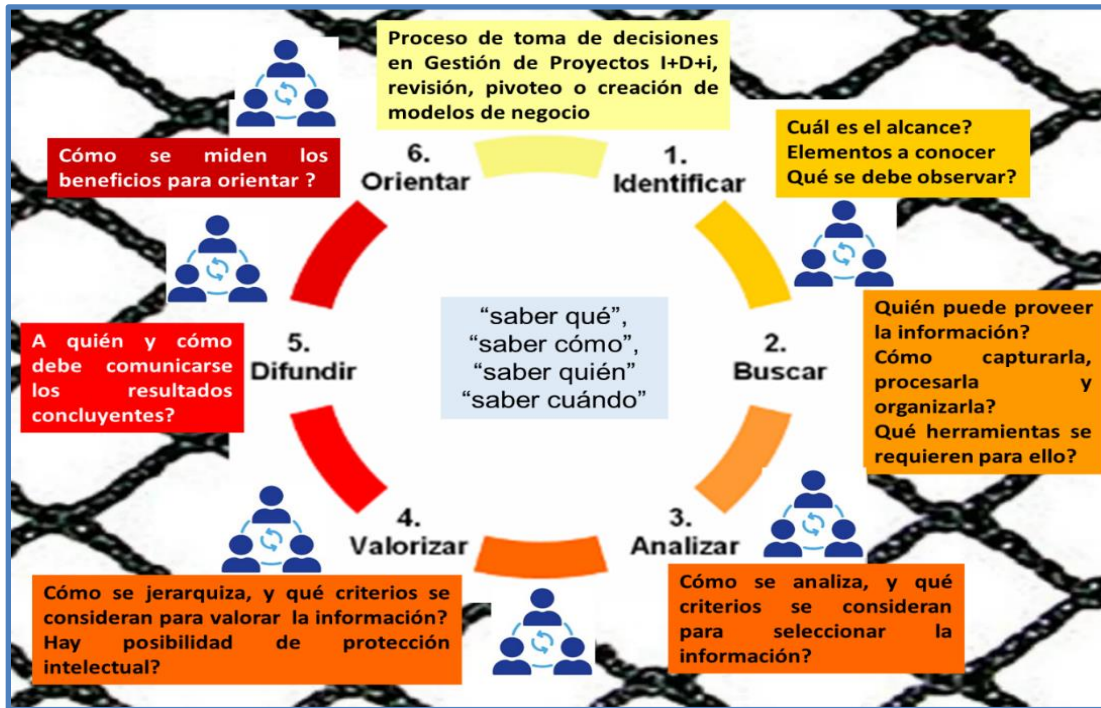 Proceso de toma de decisiones
en Gestión de Proyectos I+D+i,
revisión, pivoteo o creación de
modelos de negocio
1.
Identificar
Cuál es el alcance?
Elementos a conocer
Qué se debe observar?
2.
Buscar
Quién puede proveer
la información?
Cómo capturarla,
procesarla y
organizarla?
Qué herramientas se
requieren para ello?
3.
Analizar
Cómo se analiza, y qué
criterios se consideran
para seleccionar la
información?
4.
Valorizar
Cómo se jerarquiza, y qué criterios se
consideran para valorar la información?
Hay posibilidad de protección
intelectual?
5.
Difundir
A quién y cómo
debe comunicarse
los resultados
concluyentes?
6.
Orientar
Cómo se miden los
beneficios para orientar ?
“saber qué”,
“saber cómo”,
“saber quién”
“saber cuándo”